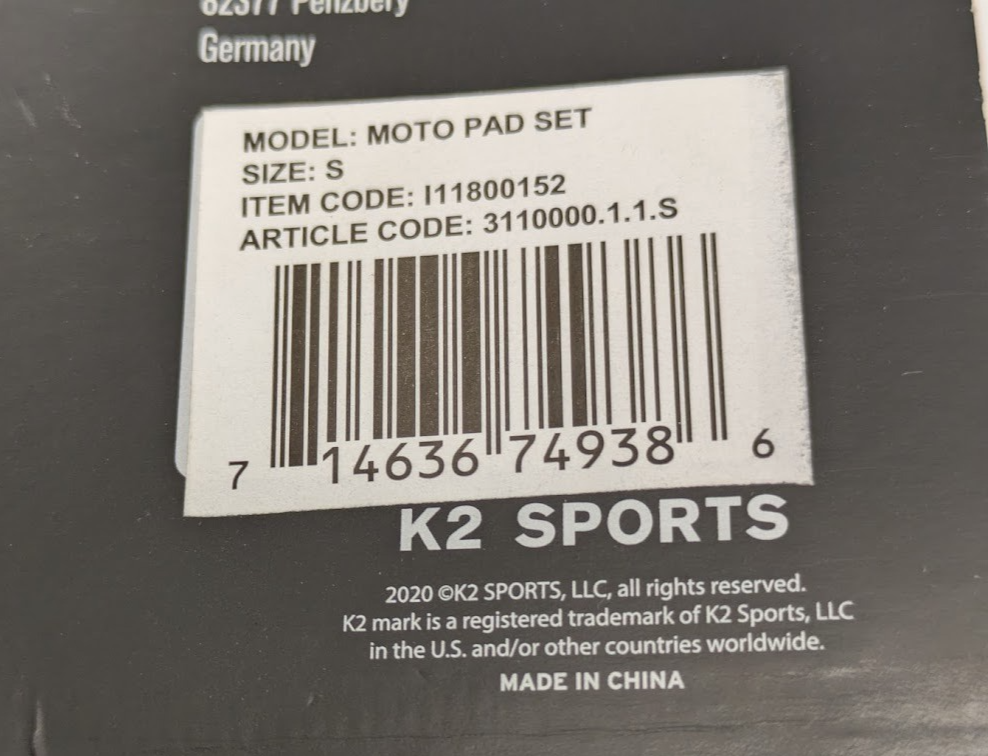 82377 Penzberg
Germany
MODEL: MOTO PAD SET
SIZE: S
ITEM CODE: I11800152
ARTICLE CODE: 3110000.1.1.S
7 14636 74938 6
K2 SPORTS
2020 ©K2 SPORTS, LLC, all rights reserved.
K2 mark is a registered trademark of K2 Sports, LLC
in the U.S. and/or other countries worldwide.
MADE IN CHINA